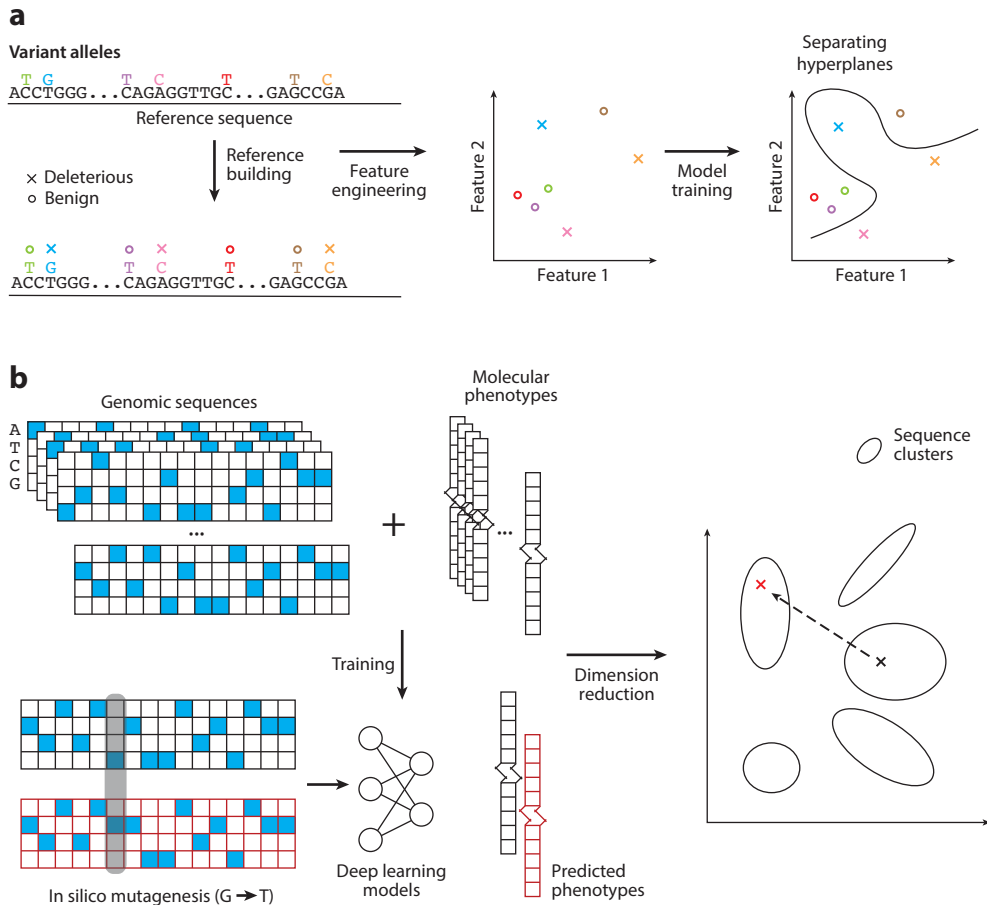 a
Variant alleles
T G T C T T C
ACCTGGG...CAGAGGTTGC...GAGCCGA
Reference sequence
Reference
building
Deleterious
Benign
T G T C T T C
ACCTGGG...CAGAGGTTGC...GAGCCGA
Feature
engineering
Feature 2
Feature 1
Model
training
Separating
hyperplanes
Feature 2
Feature 1
b
Genomic sequences
A
T
C
G
...
+
Molecular
phenotypes
...
Training
In silico mutagenesis (G → T)
Deep learning
models
Predicted
phenotypes
Dimension
reduction
Sequence
clusters